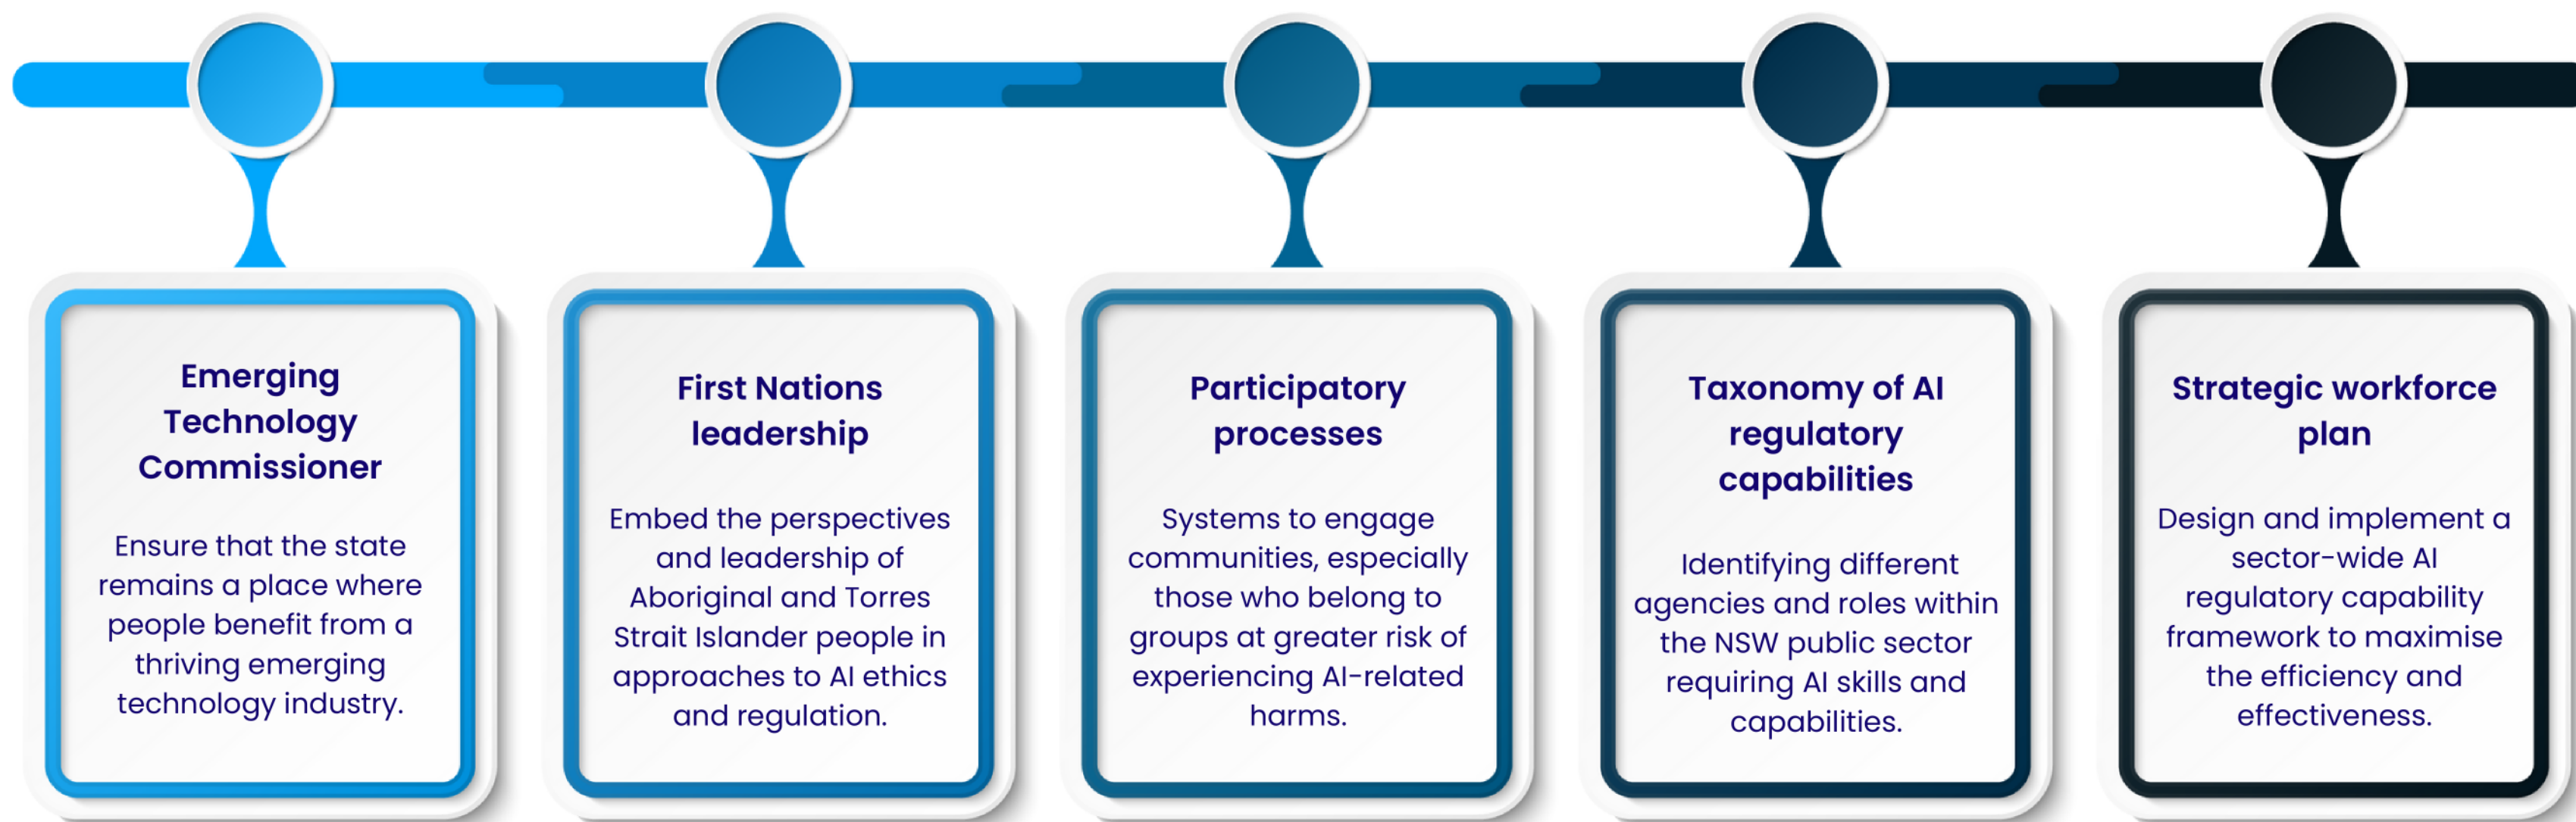 Emerging
Technology
Commissioner
Ensure that the state
remains a place where
people benefit from a
thriving emerging
technology industry.
First Nations
leadership
Embed the perspectives
and leadership of
Aboriginal and Torres
Strait Islander people in
approaches to AI ethics
and regulation.
Participatory
processes
Systems to engage
communities, especially
those who belong to
groups at greater risk of
experiencing AI-related
harms.
Taxonomy of AI
regulatory
capabilities
Identifying different
agencies and roles within
the NSW public sector
requiring AI skills and
capabilities.
Strategic workforce
plan
Design and implement a
sector-wide AI
regulatory capability
framework to maximise
the efficiency and
effectiveness.